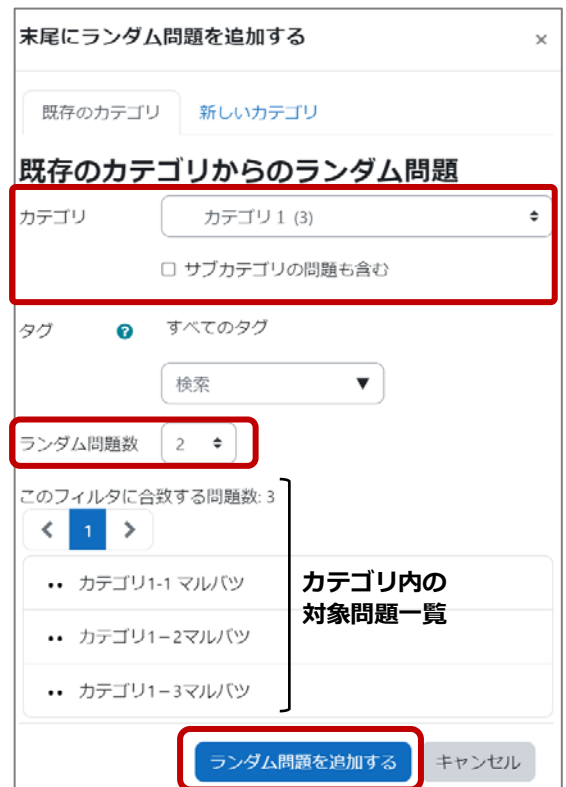 末尾にランダム問題を追加する ×
既存のカテゴリ 新しいカテゴリ
既存のカテゴリからのランダム問題
カテゴリ カテゴリ1 (3)
サブカテゴリの問題も含む
タグ ? すべてのタグ
検索 ▼
ランダム問題数 2
このフィルタに合致する問題数: 3
1
カテゴリ1-1 マルバツ
カテゴリ1−2マルバツ
カテゴリ1−3マルバツ
カテゴリ内の
対象問題一覧
ランダム問題を追加する キャンセル